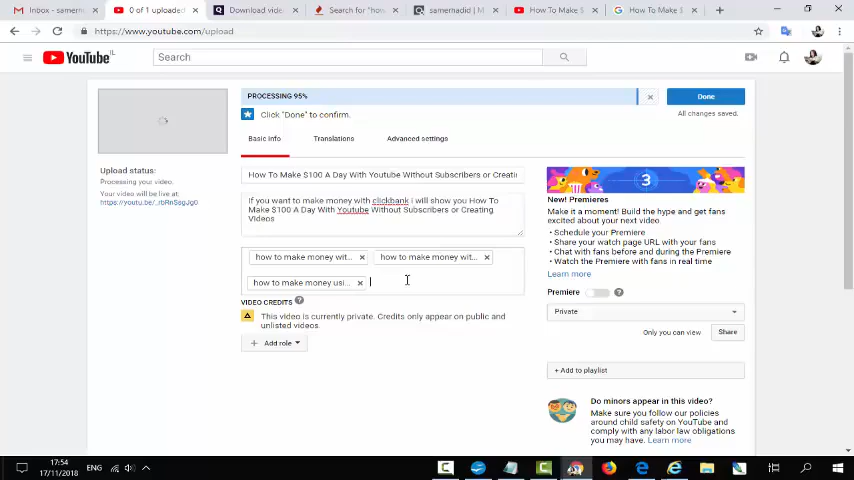 Inbox - samerh
0 of 1 uploaded
Download video
Search for "how
samerhadid | M
How To Make $
How To Make $
https://www.youtube.com/upload
YouTube IL
Search
PROCESSING 95%
Done
Click "Done" to confirm.
All changes saved.
Basic info
Translations
Advanced settings
Upload status:
Processing your video.
Your video will be live at:
https://youtu.be/_rbRnSsgJg0
How To Make $100 A Day With Youtube Without Subscribers or Creati
If you want to make money with clickbank i will show you How To
Make $100 A Day With Youtube Without Subscribers or Creating
Videos
how to make money wit...
how to make money wit...
how to make money usi...
VIDEO CREDITS
This video is currently private. Credits only appear on public and
unlisted videos.
+ Add role
3
New! Premieres
Make it a moment! Build the hype and get fans
excited about your next video.
• Schedule your Premiere
• Share your watch page URL with your fans
• Chat with fans before and during the Premiere
• Watch the Premiere with fans in real time
Learn more
Premiere
Private
Only you can view
Share
+ Add to playlist
Do minors appear in this video?
Make sure you follow our policies
around child safety on YouTube and
comply with any labor law obligations
you may have. Learn more
17:54
17/11/2018
ENG